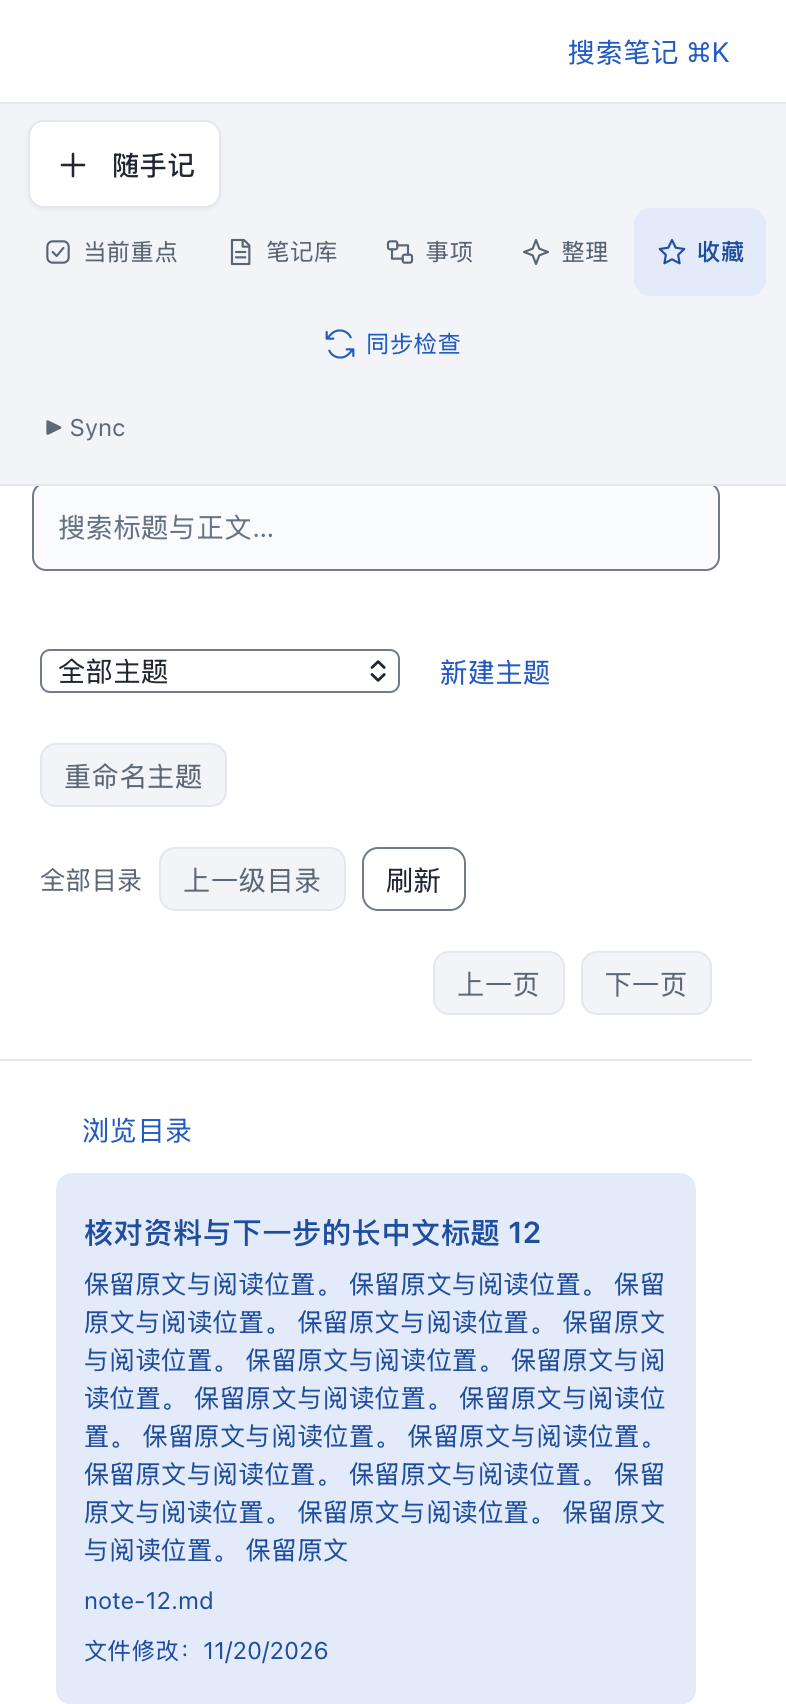 搜索笔记 ⌘K
随手记
当前重点 笔记库 事项 整理 收藏
同步检查
Sync
搜索标题与正文...
全部主题 新建主题
重命名主题
全部目录 上一级目录 刷新
上一页 下一页
浏览目录
核对资料与下一步的长中文标题 12
保留原文与阅读位置。 保留原文与阅读位置。 保留
原文与阅读位置。 保留原文与阅读位置。 保留原文
与阅读位置。 保留原文与阅读位置。 保留原文与阅
读位置。 保留原文与阅读位置。 保留原文与阅读位
置。 保留原文与阅读位置。 保留原文与阅读位置。
保留原文与阅读位置。 保留原文与阅读位置。 保留
原文与阅读位置。 保留原文与阅读位置。 保留原文
与阅读位置。 保留原文
note-12.md
文件修改：11/20/2026